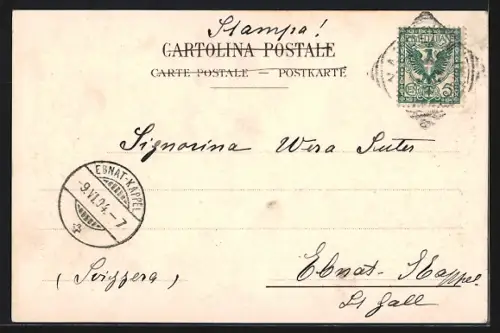 Stampa!
CARTOLINA POSTALE
CARTE POSTALE — POSTKARTE
Signorina Wera Suter
EBNAT-KAPPEL
-9.VI.04.-7
(Svizzera)
Ebnat-Kappel
St Gall